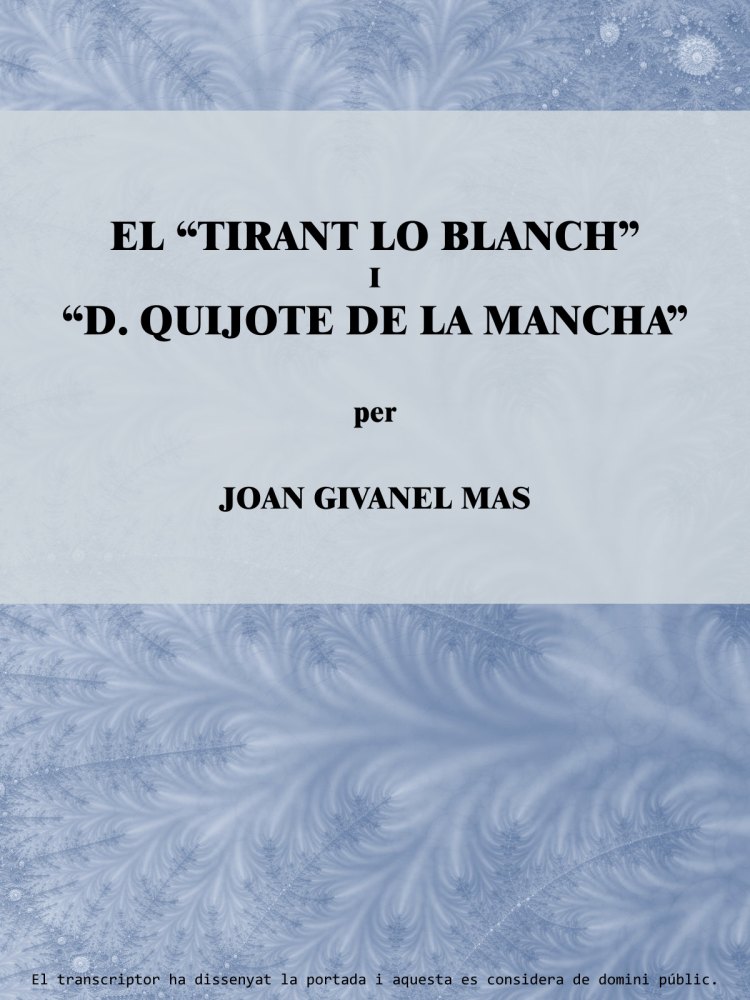 EL “TIRANT LO BLANCH”
I
“D. QUIJOTE DE LA MANCHA”
per
JOAN GIVANEL MAS
El transcriptor ha dissenyat la portada i aquesta es considera de domini públic.